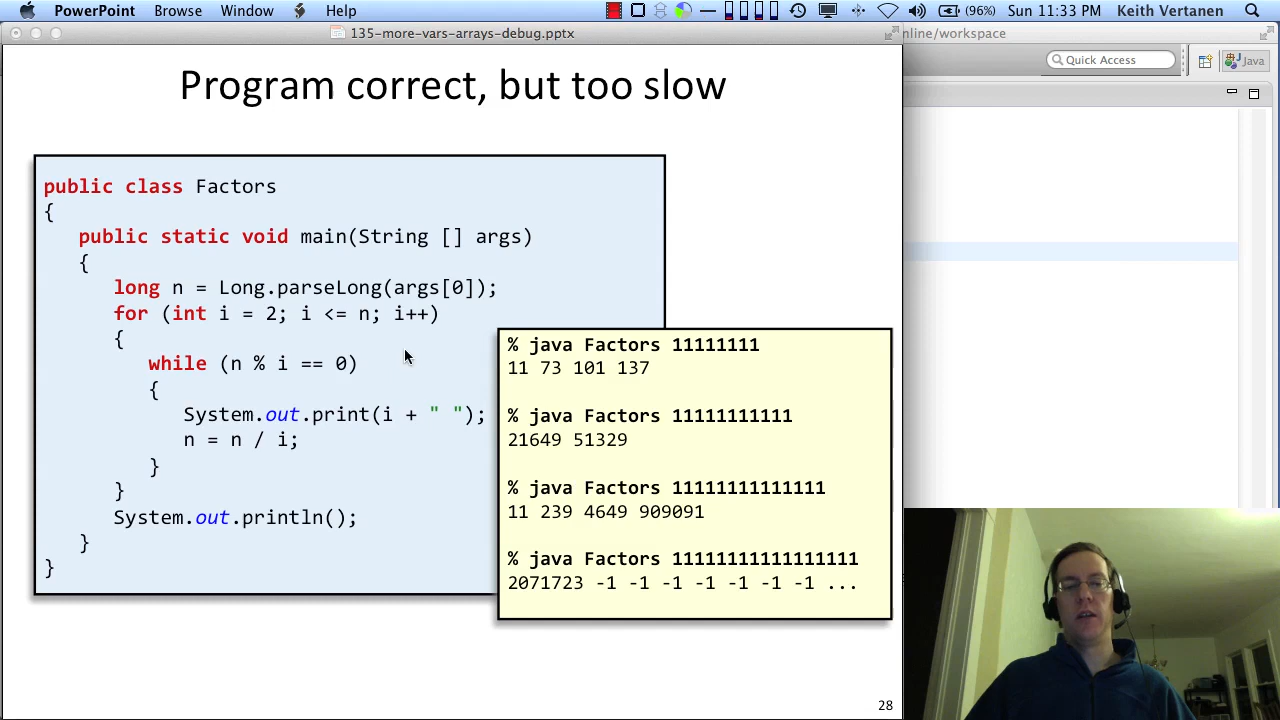 PowerPoint Browse Window Help (96%) Sun 11:33 PM Keith Vertanen
135-more-vars-arrays-debug.pptx
nline/workspace
Quick Access
Java
Program correct, but too slow
public class Factors
{
public static void main(String [] args)
{
long n = Long.parseLong(args[0]);
for (int i = 2; i <= n; i++)
{
while (n % i == 0)
{
System.out.print(i + " ");
n = n / i;
}
}
System.out.println();
}
}
% java Factors 11111111
11 73 101 137
% java Factors 11111111111
21649 51329
% java Factors 11111111111111
11 239 4649 909091
% java Factors 11111111111111111
2071723 -1 -1 -1 -1 -1 -1 -1 ...
28